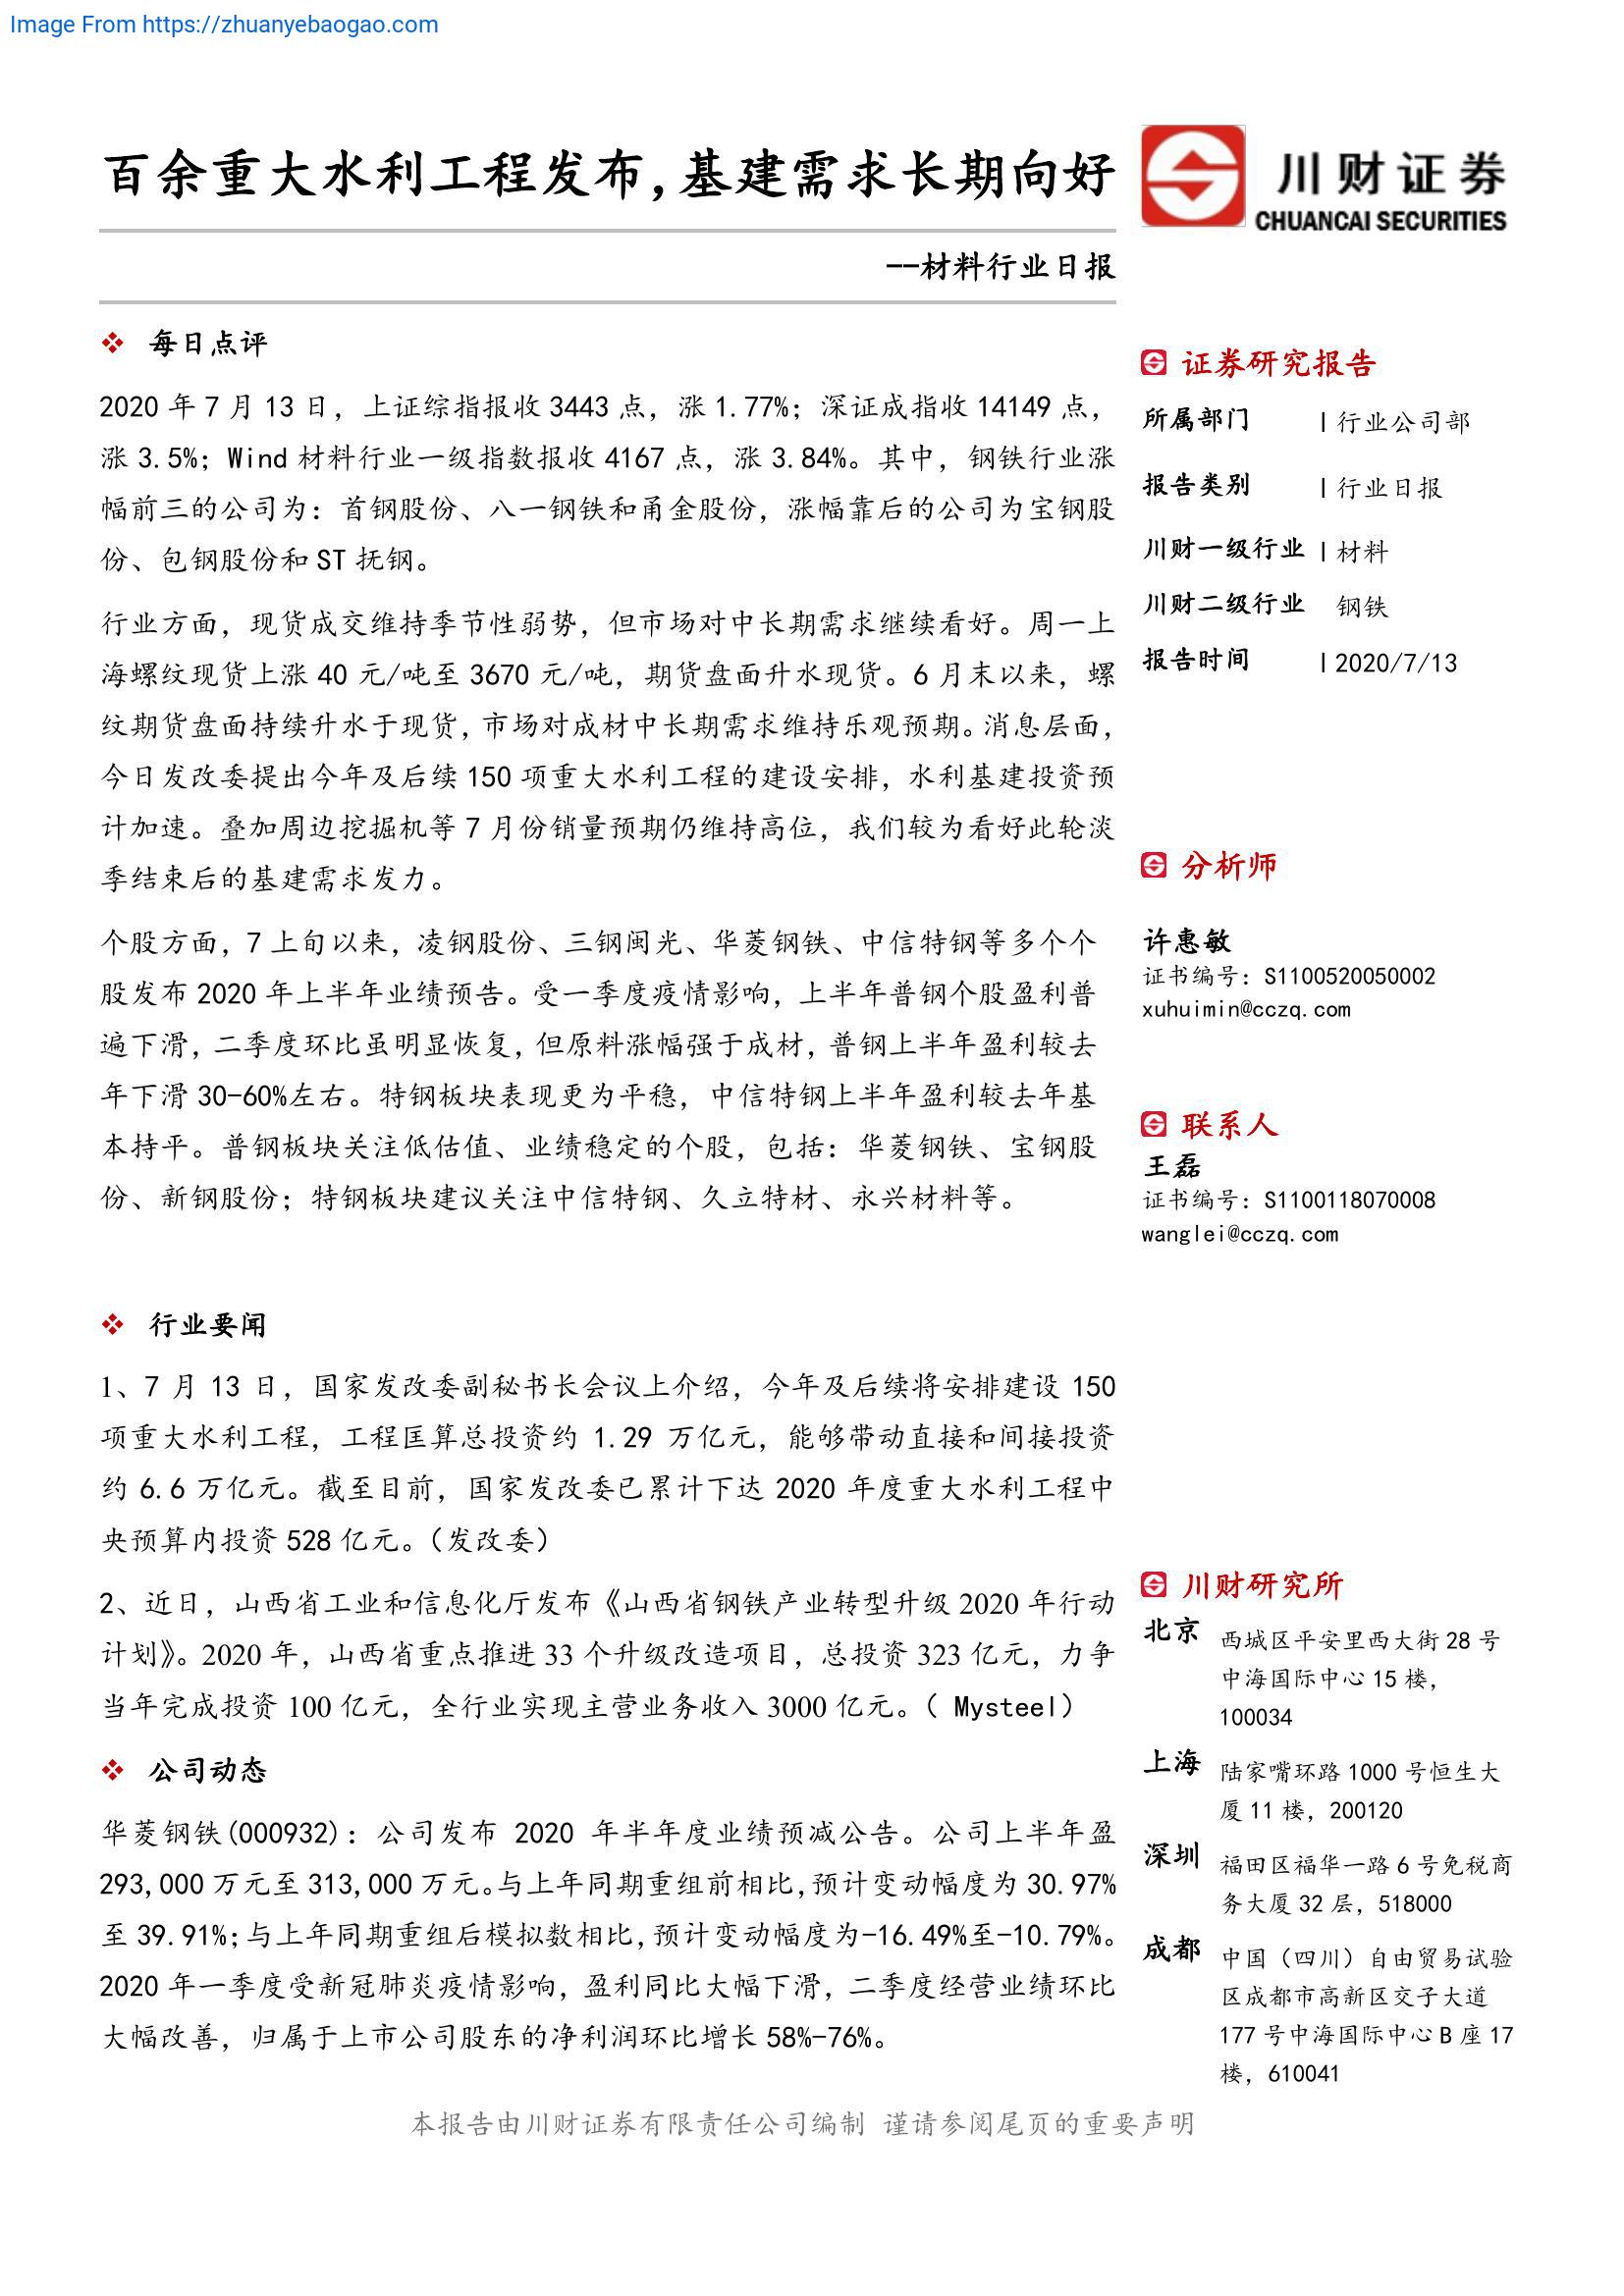 Image From https://zhuanyebaogao.com
百余重大水利工程发布,基建需求长期向好
川财证券
CHUANCAI SECURITIES
--材料行业日报
每日点评
2020 年 7 月 13 日，上证综指报收 3443 点，涨 1.77%；深证成指收 14149 点，
涨 3.5%；Wind 材料行业一级指数报收 4167 点，涨 3.84%。其中，钢铁行业涨
幅前三的公司为：首钢股份、八一钢铁和甬金股份，涨幅靠后的公司为宝钢股
份、包钢股份和 ST 抚钢。
行业方面，现货成交维持季节性弱势，但市场对中长期需求继续看好。周一上
海螺纹现货上涨 40 元/吨至 3670 元/吨，期货盘面升水现货。6 月末以来，螺
纹期货盘面持续升水于现货，市场对成材中长期需求维持乐观预期。消息层面，
今日发改委提出今年及后续 150 项重大水利工程的建设安排，水利基建投资预
计加速。叠加周边挖掘机等 7 月份销量预期仍维持高位，我们较为看好此轮淡
季结束后的基建需求发力。
个股方面，7 上旬以来，凌钢股份、三钢闽光、华菱钢铁、中信特钢等多个个
股发布 2020 年上半年业绩预告。受一季度疫情影响，上半年普钢个股盈利普
遍下滑，二季度环比虽明显恢复，但原料涨幅强于成材，普钢上半年盈利较去
年下滑 30-60%左右。特钢板块表现更为平稳，中信特钢上半年盈利较去年基
本持平。普钢板块关注低估值、业绩稳定的个股，包括：华菱钢铁、宝钢股
份、新钢股份；特钢板块建议关注中信特钢、久立特材、永兴材料等。
行业要闻
1、7 月 13 日，国家发改委副秘书长会议上介绍，今年及后续将安排建设 150
项重大水利工程，工程匡算总投资约 1.29 万亿元，能够带动直接和间接投资
约 6.6 万亿元。截至目前，国家发改委已累计下达 2020 年度重大水利工程中
央预算内投资 528 亿元。（发改委）
2、近日，山西省工业和信息化厅发布《山西省钢铁产业转型升级 2020 年行动
计划》。2020 年，山西省重点推进 33 个升级改造项目，总投资 323 亿元，力争
当年完成投资 100 亿元，全行业实现主营业务收入 3000 亿元。（ Mysteel）
公司动态
华菱钢铁(000932)：公司发布 2020 年半年度业绩预减公告。公司上半年盈
293,000 万元至 313,000 万元。与上年同期重组前相比,预计变动幅度为 30.97%
至 39.91%;与上年同期重组后模拟数相比,预计变动幅度为-16.49%至-10.79%。
2020 年一季度受新冠肺炎疫情影响，盈利同比大幅下滑，二季度经营业绩环比
大幅改善，归属于上市公司股东的净利润环比增长 58%-76%。
证券研究报告
所属部门 | 行业公司部
报告类别 | 行业日报
川财一级行业 | 材料
川财二级行业 钢铁
报告时间 | 2020/7/13
分析师
许惠敏
证书编号：S1100520050002
xuhuimin@cczq.com
联系人
王磊
证书编号：S1100118070008
wanglei@cczq.com
川财研究所
北京 西城区平安里西大街 28 号
中海国际中心 15 楼，
100034
上海 陆家嘴环路 1000 号恒生大
厦 11 楼，200120
深圳 福田区福华一路 6 号免税商
务大厦 32 层，518000
成都 中国（四川）自由贸易试验
区成都市高新区交子大道
177 号中海国际中心 B 座 17
楼，610041
本报告由川财证券有限责任公司编制 谨请参阅尾页的重要声明